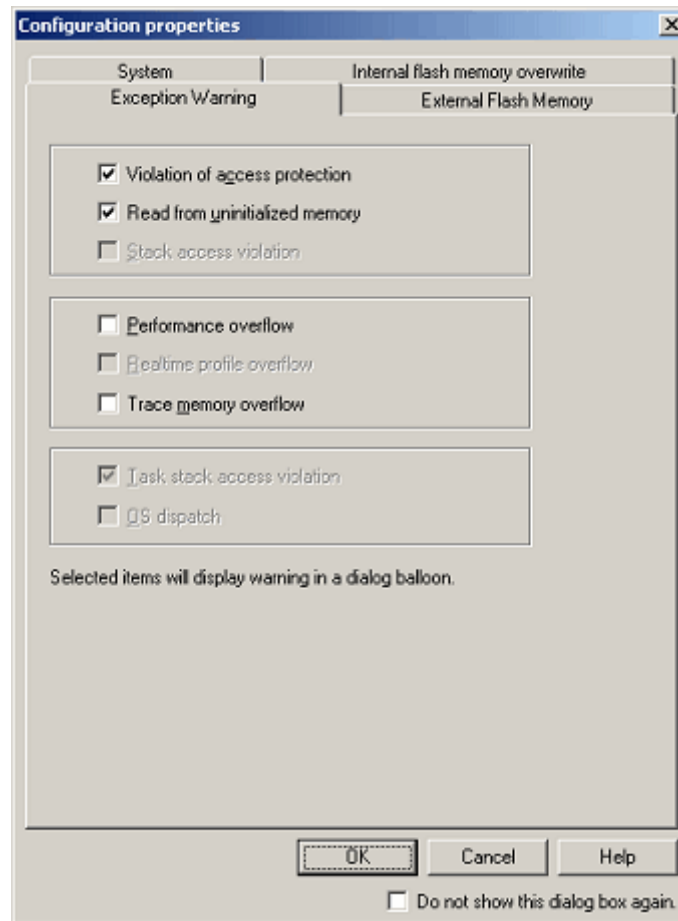 Configuration properties
System
Internal flash memory overwrite
Exception Warning
External Flash Memory
Violation of access protection
Read from uninitialized memory
Stack access violation
Performance overflow
Realtime profile overflow
Trace memory overflow
Task stack access violation
OS dispatch
Selected items will display warning in a dialog balloon.
OK
Cancel
Help
Do not show this dialog box again.